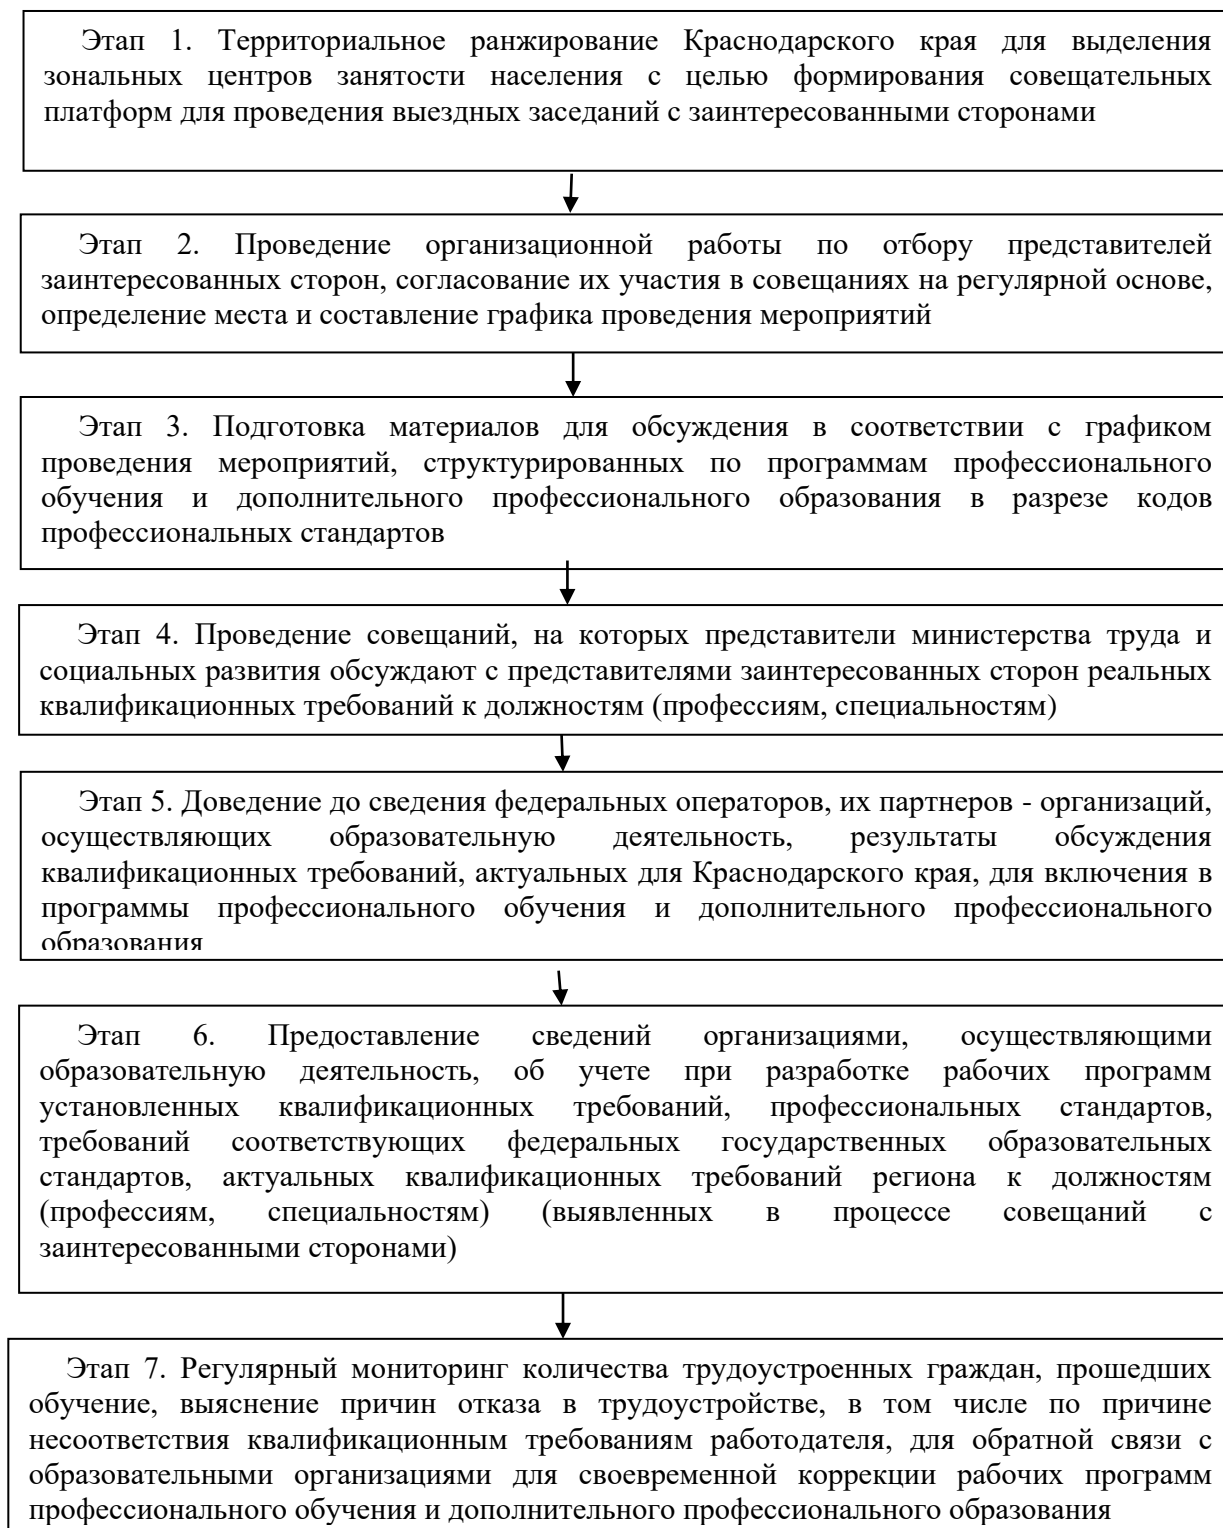 Этап 1. Территориальное ранжирование Краснодарского края для выделения
зональных центров занятости населения с целью формирования совещательных
платформ для проведения выездных заседаний с заинтересованными сторонами
Этап 2. Проведение организационной работы по отбору представителей
заинтересованных сторон, согласование их участия в совещаниях на регулярной основе,
определение места и составление графика проведения мероприятий
Этап 3. Подготовка материалов для обсуждения в соответствии с графиком
проведения мероприятий, структурированных по программам профессионального
обучения и дополнительного профессионального образования в разрезе кодов
профессиональных стандартов
Этап 4. Проведение совещаний, на которых представители министерства труда и
социальных развития обсуждают с представителями заинтересованных сторон реальных
квалификационных требований к должностям (профессиям, специальностям)
Этап 5. Доведение до сведения федеральных операторов, их партнеров - организаций,
осуществляющих образовательную деятельность, результаты обсуждения
квалификационных требований, актуальных для Краснодарского края, для включения в
программы профессионального обучения и дополнительного профессионального
образования
Этап 6. Предоставление сведений организациями, осуществляющими
образовательную деятельность, об учете при разработке рабочих программ
установленных квалификационных требований, профессиональных стандартов,
требований соответствующих федеральных государственных образовательных
стандартов, актуальных квалификационных требований региона к должностям
(профессиям, специальностям) (выявленных в процессе совещаний с
заинтересованными сторонами)
Этап 7. Регулярный мониторинг количества трудоустроенных граждан, прошедших
обучение, выяснение причин отказа в трудоустройстве, в том числе по причине
несоответствия квалификационным требованиям работодателя, для обратной связи с
образовательными организациями для своевременной коррекции рабочих программ
профессионального обучения и дополнительного профессионального образования